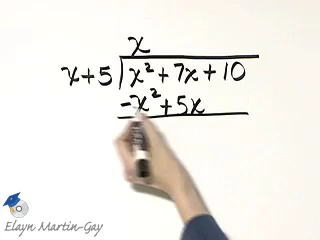 x
x+5 x² + 7x + 10
-x² + 5x
Elayn Martin-Gay